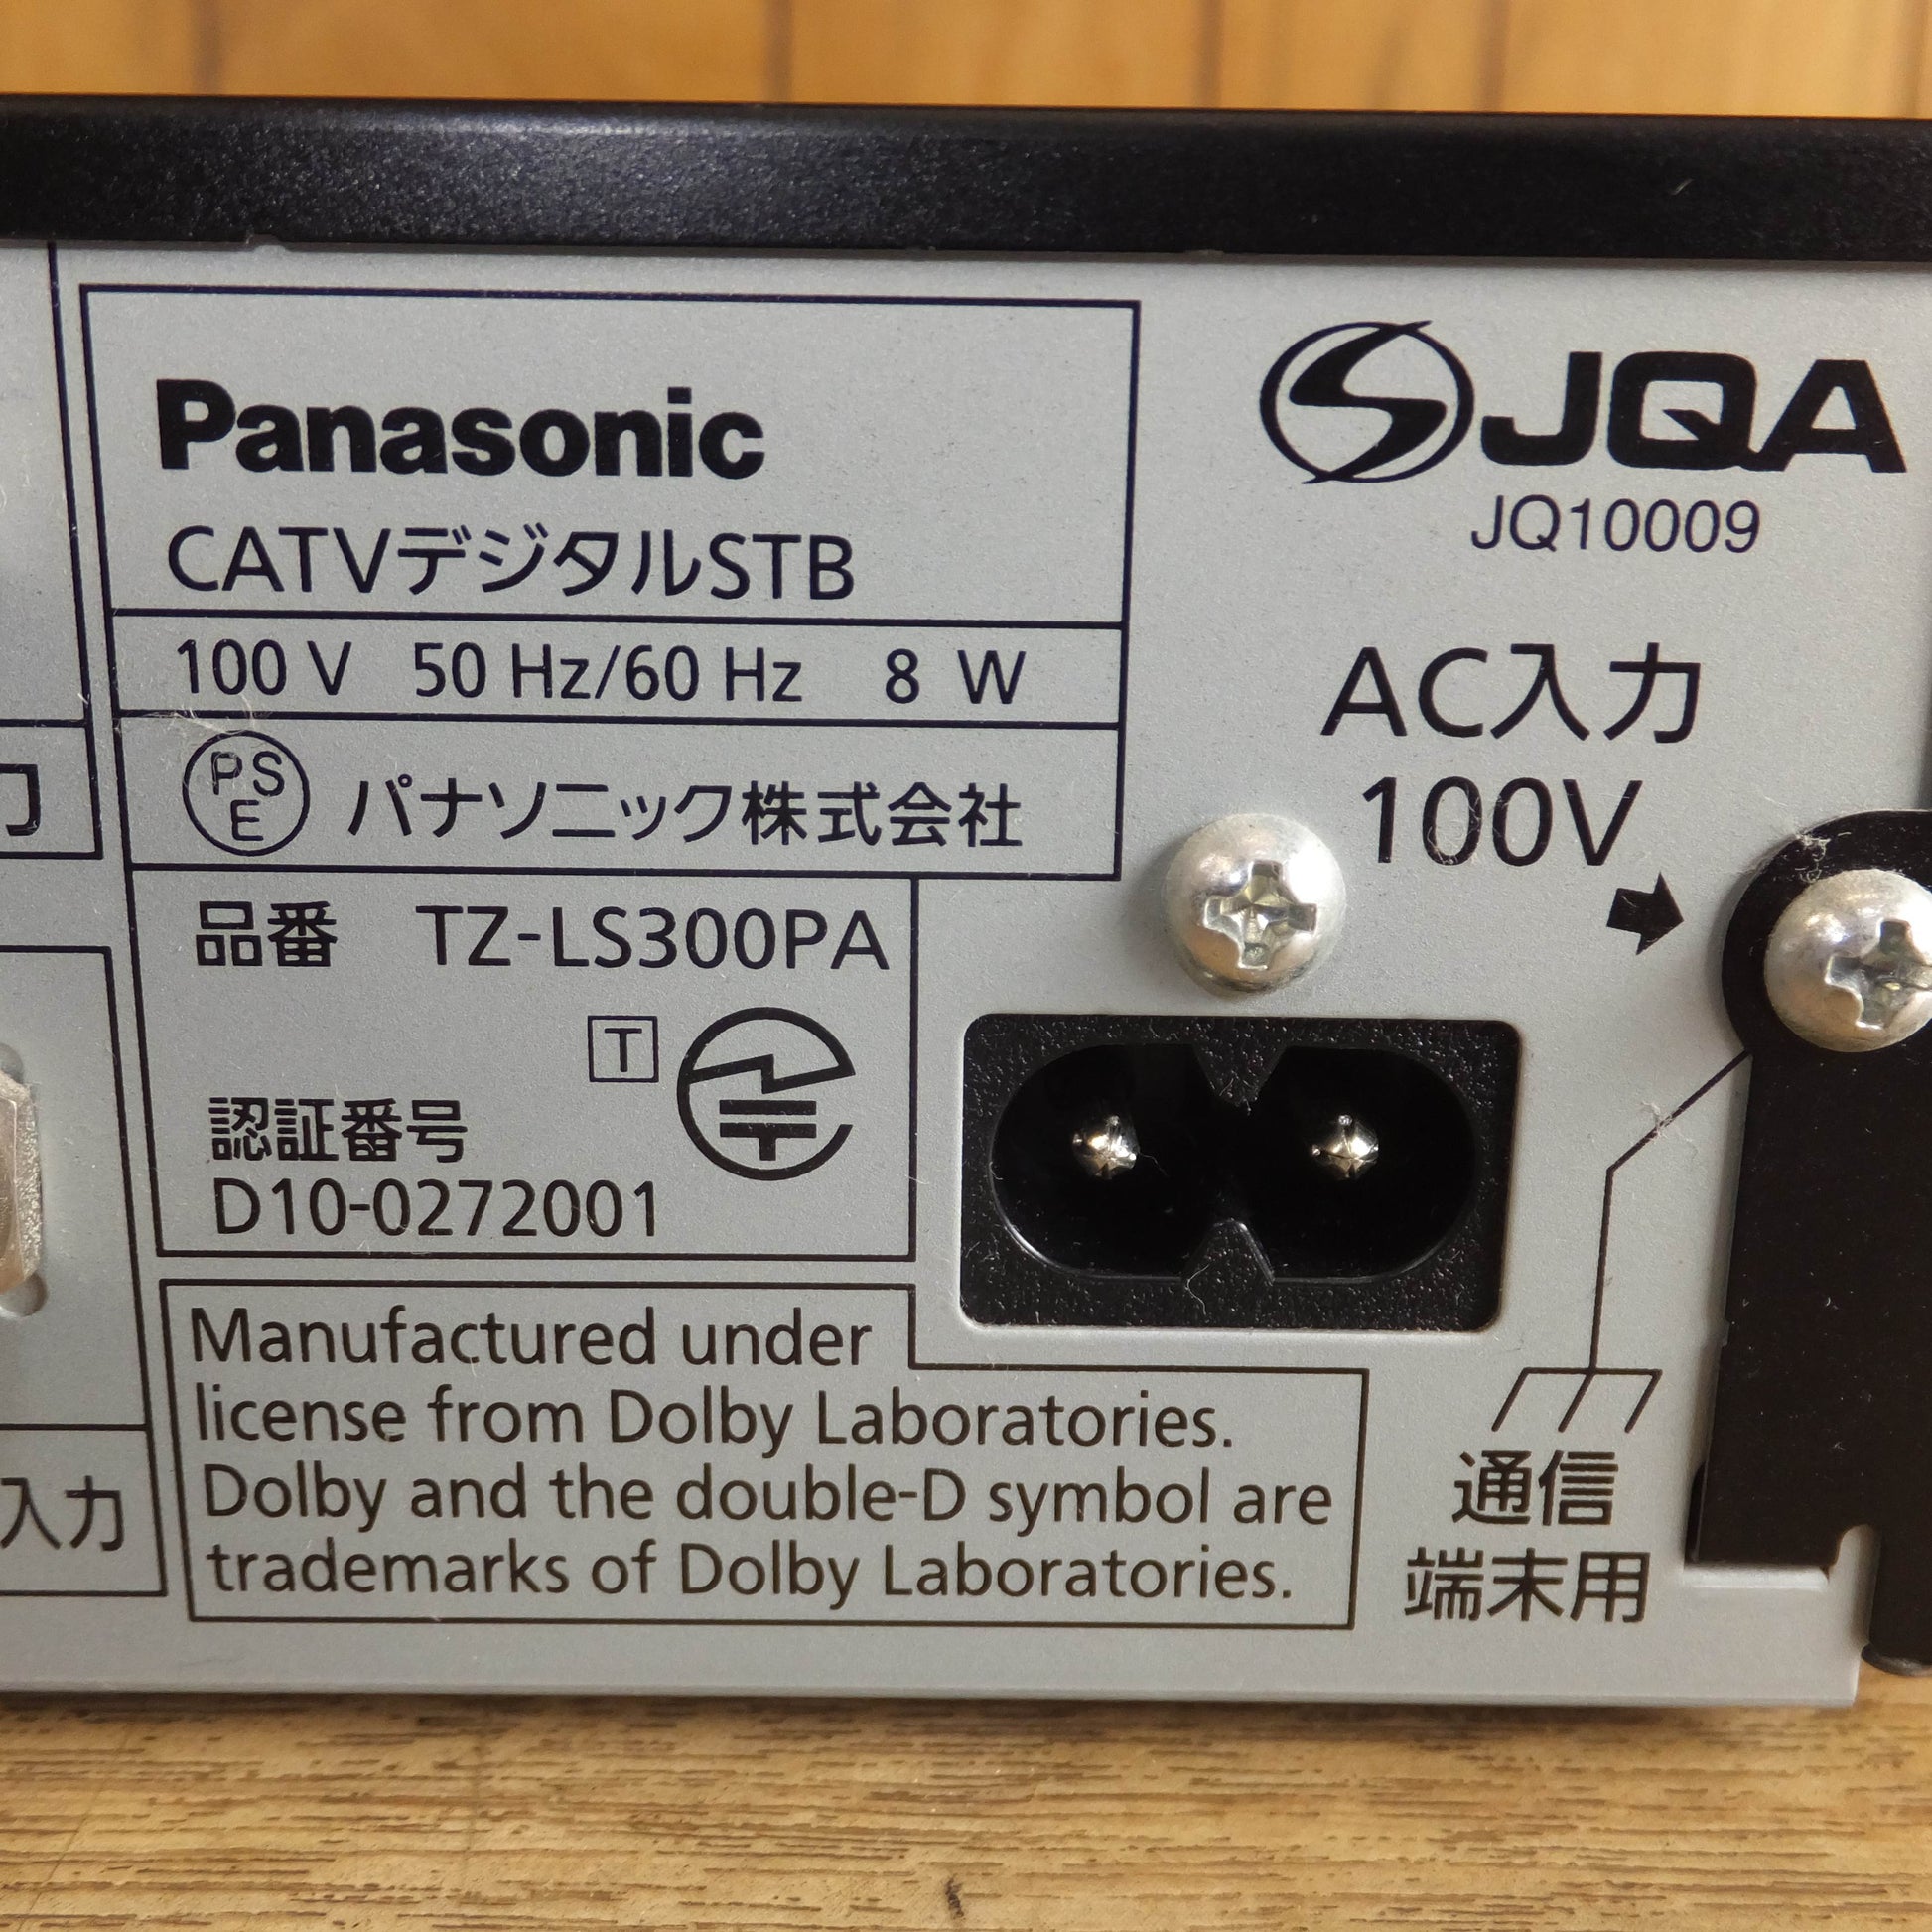 Panasonic
CATVデジタルSTB
100 V 50 Hz/60 Hz 8 W
PSE パナソニック株式会社
品番 TZ-LS300PA
T
認証番号
D10-0272001
Manufactured under
license from Dolby Laboratories.
Dolby and the double-D symbol are
trademarks of Dolby Laboratories.
JQA
JQ10009
AC入力
100V
通信
端末用
入力